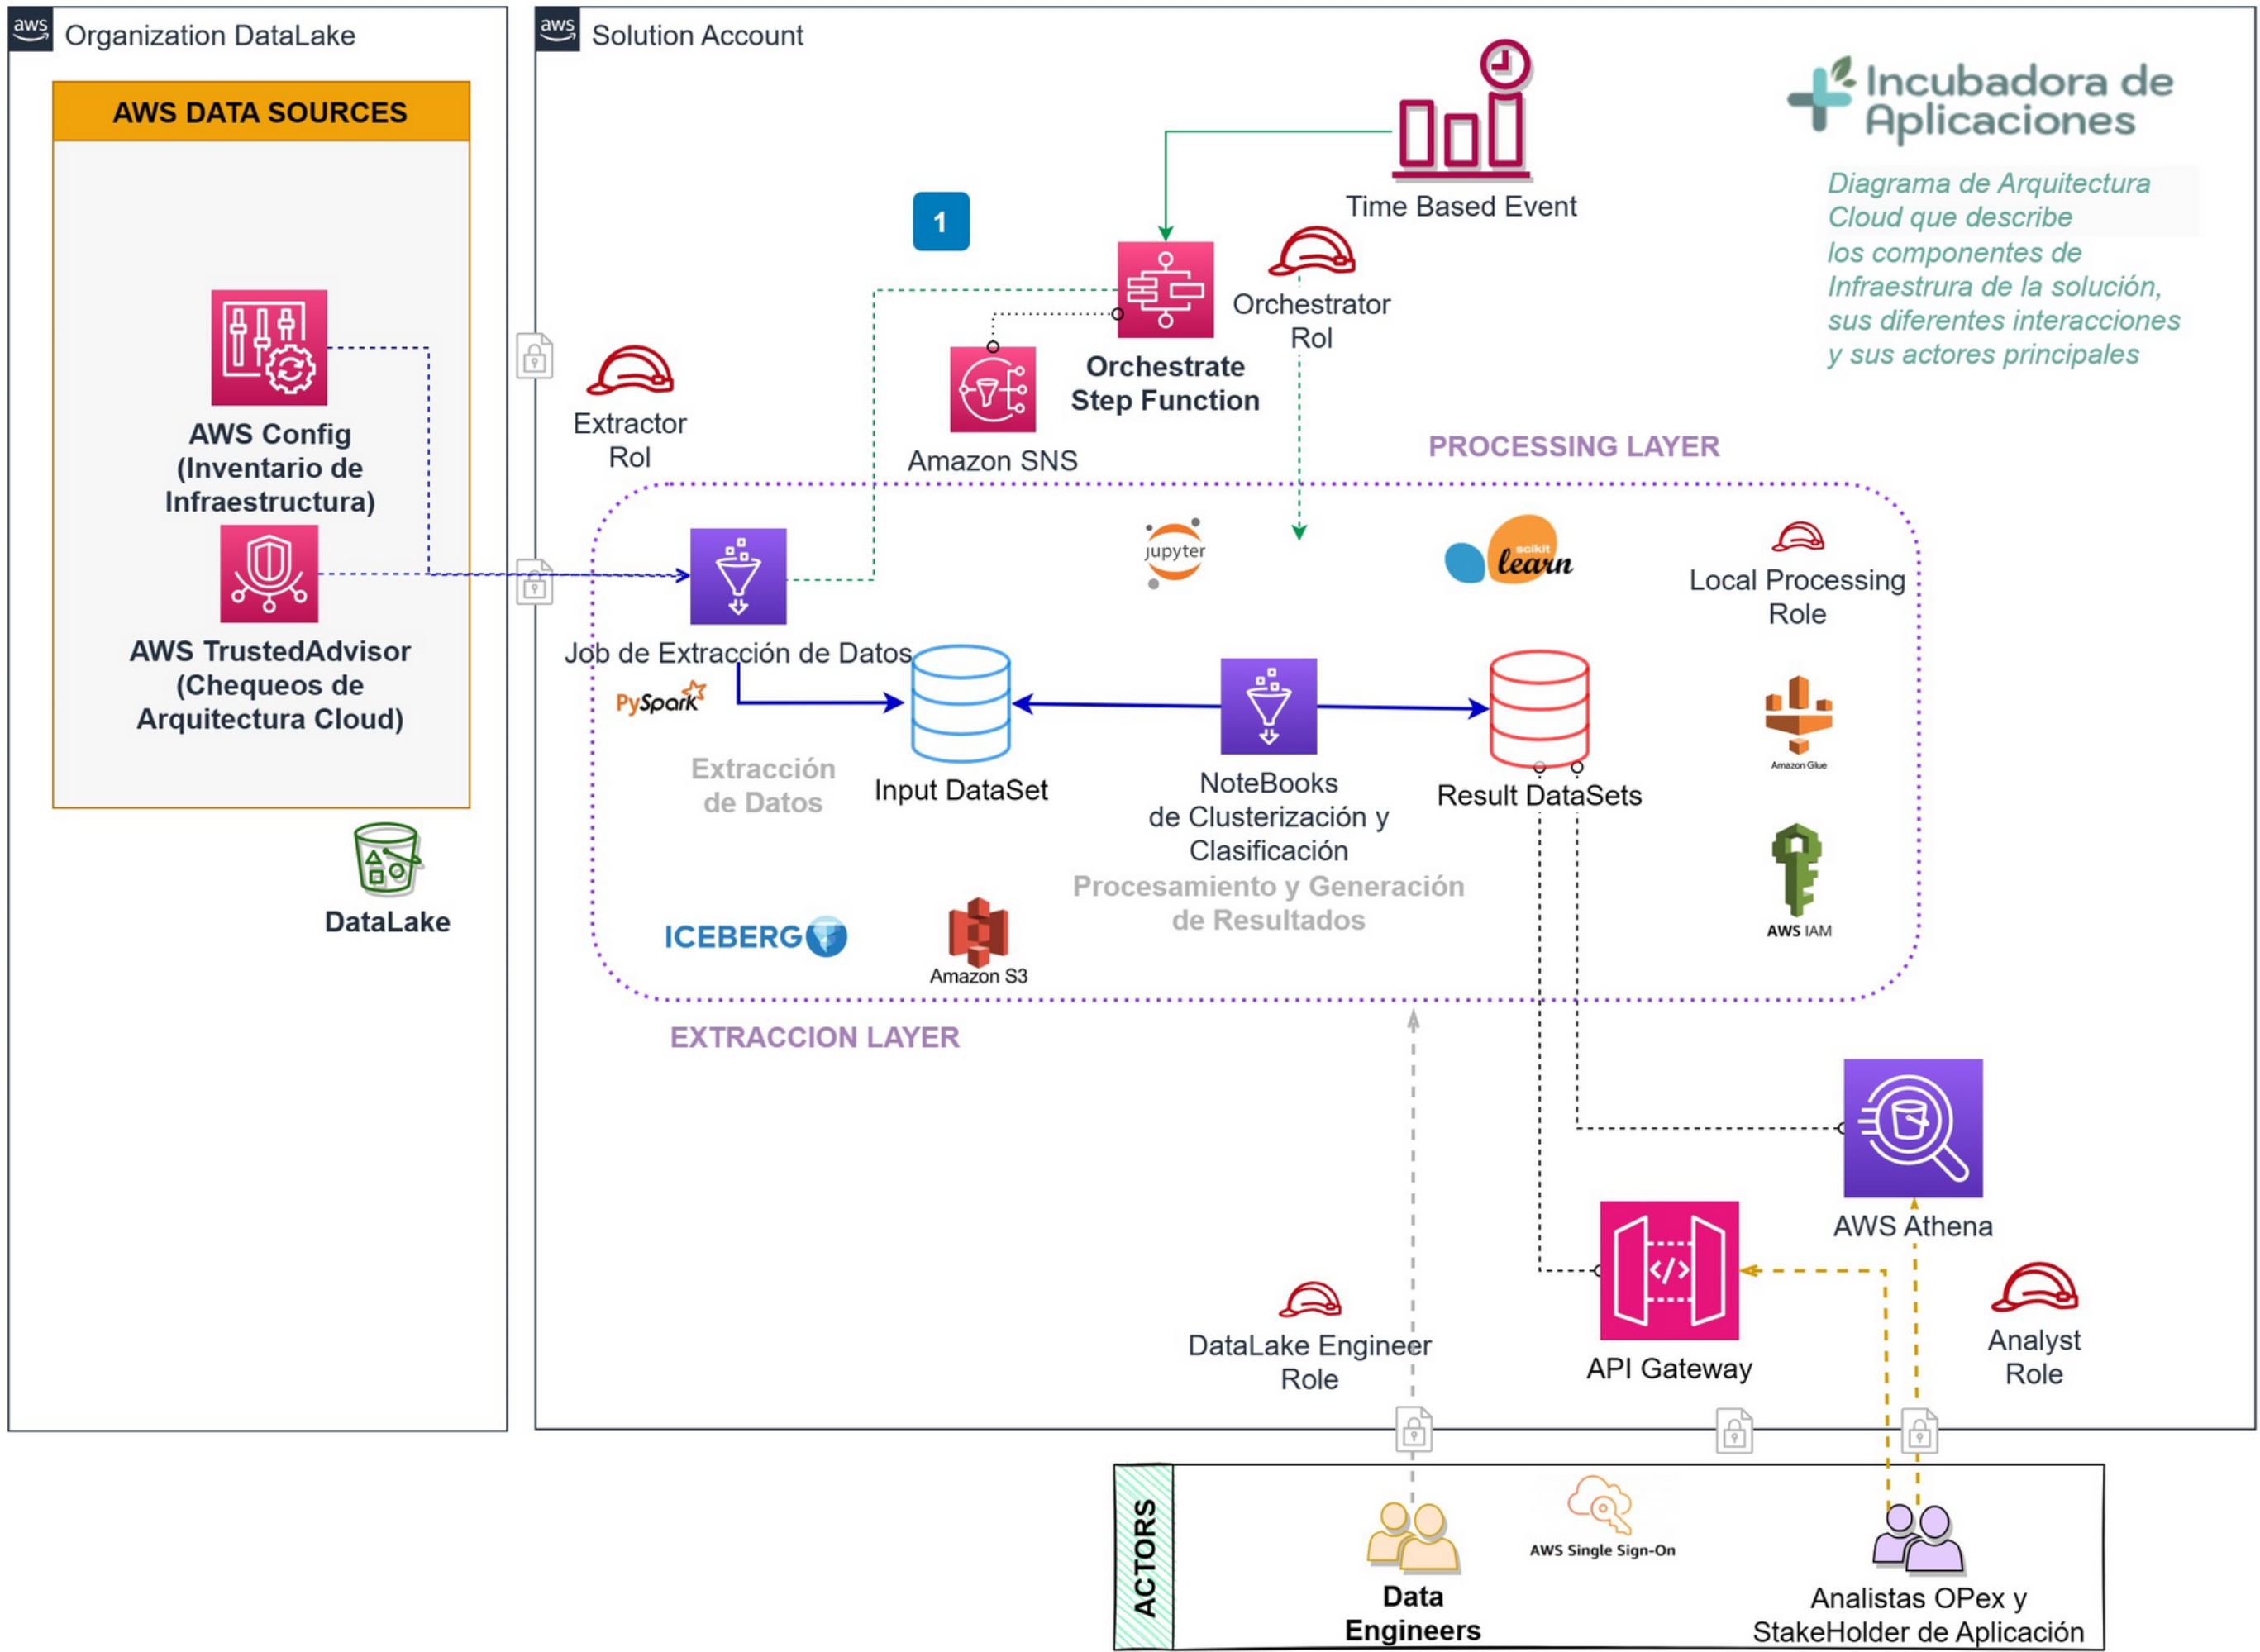 aws
Organization DataLake
AWS DATA SOURCES
AWS Config
(Inventario de
Infraestructura)
AWS TrustedAdvisor
(Chequeos de
Arquitectura Cloud)
DataLake
aws
Solution Account
Time Based Event
Incubadora de
Aplicaciones
Diagrama de Arquitectura
Cloud que describe
los componentes de
Infraestrura de la solución,
sus diferentes interacciones
y sus actores principales
1
Orchestrator
Rol
Orchestrate
Step Function
Amazon SNS
Extractor
Rol
PROCESSING LAYER
jupyter
scikit
learn
Local Processing
Role
Job de Extracción de Datos
PySpark
Extracción
de Datos
Input DataSet
NoteBooks
de Clusterización y
Clasificación
Procesamiento y Generación
de Resultados
Result DataSets
Amazon Glue
AWS IAM
ICEBERG
Amazon S3
EXTRACCION LAYER
AWS Athena
API Gateway
DataLake Engineer
Role
Analyst
Role
ACTORS
Data
Engineers
AWS Single Sign-On
Analistas OPex y
StakeHolder de Aplicación